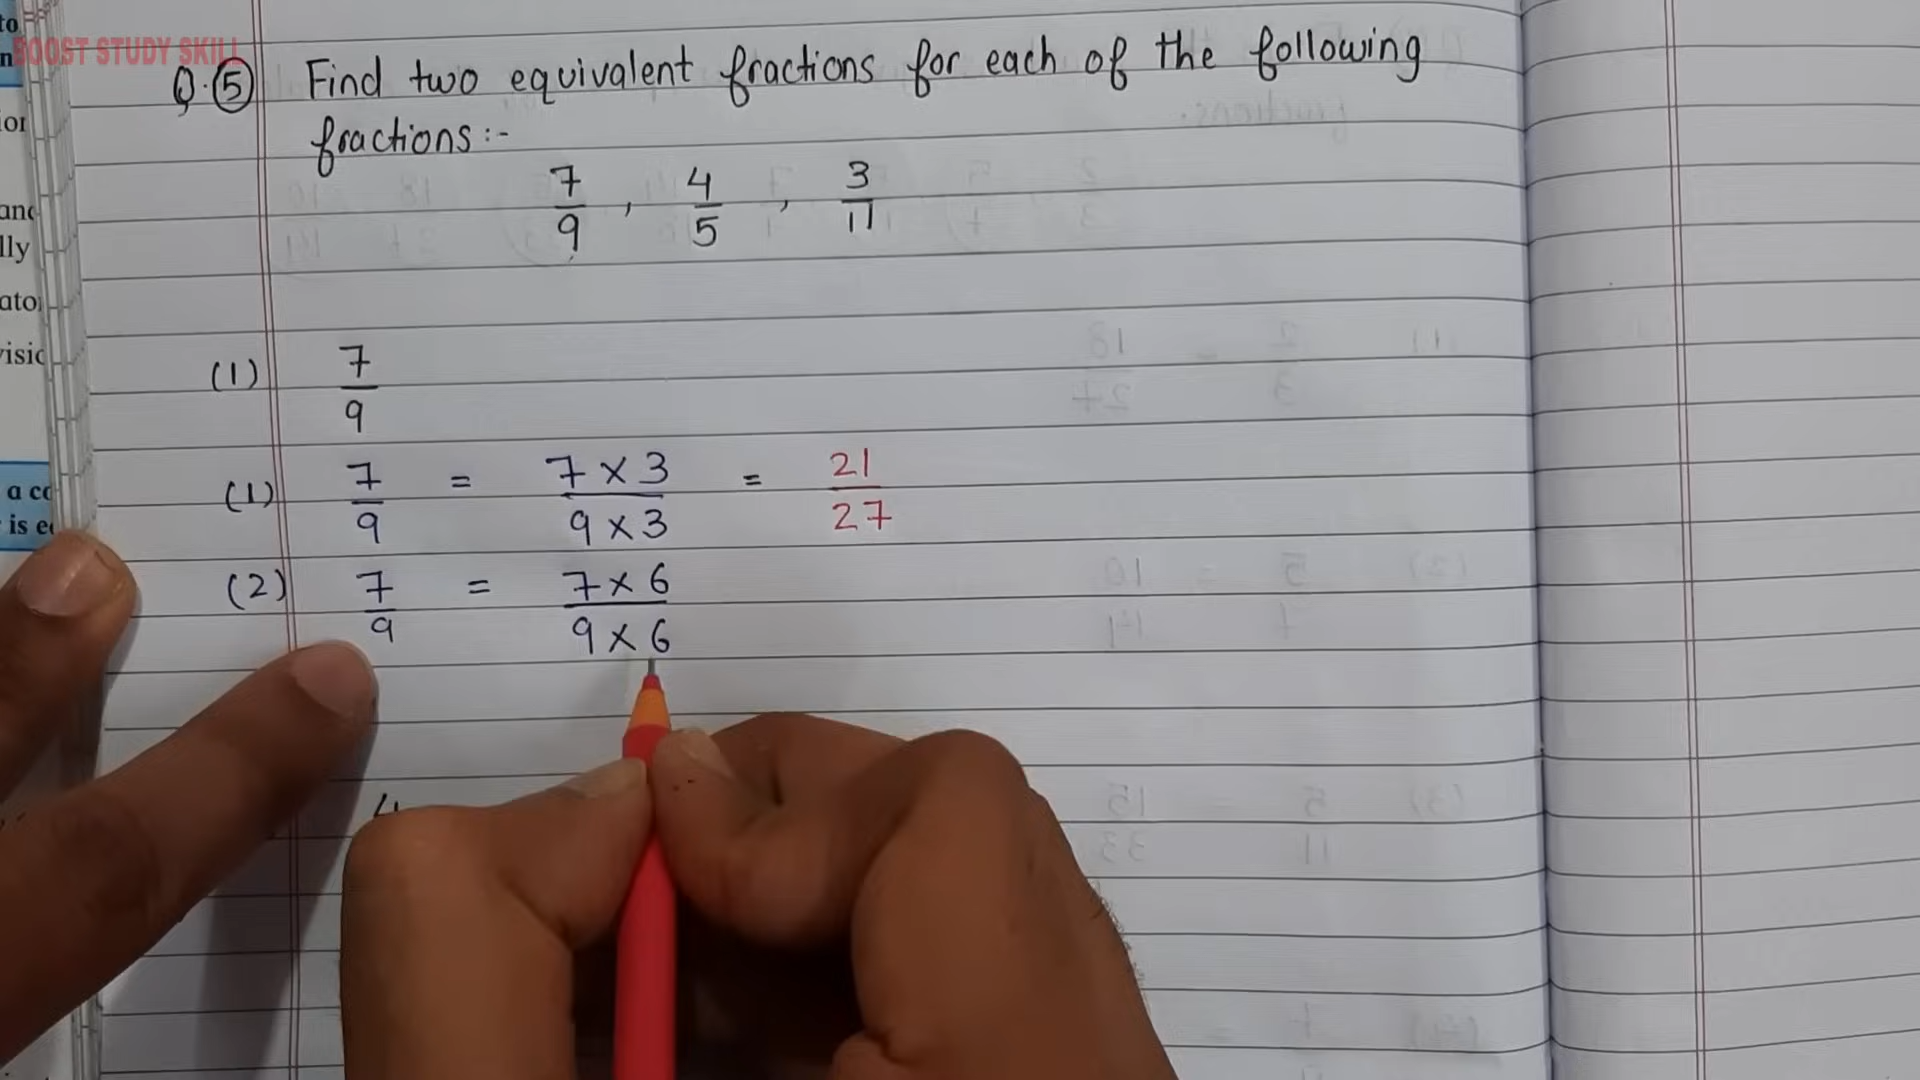 BOOST STUDY SKILL
Q.5 Find two equivalent fractions for each of the following
fractions:-
7/9 , 4/5 , 3/11
(1) 7/9
(1) 7/9 = 7 × 3 / 9 × 3 = 21/27
(2) 7/9 = 7 × 6 / 9 × 6
a co
is e